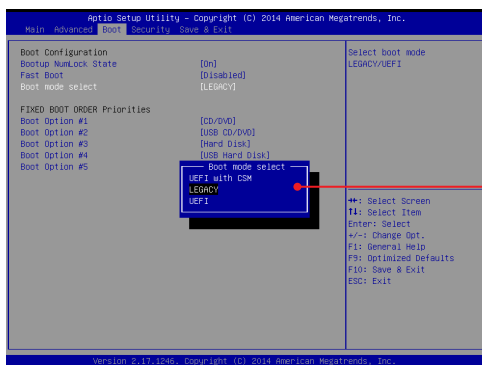 Aptio Setup Utility – Copyright (C) 2014 American Megatrends, Inc.
Main Advanced Boot Security Save & Exit
Boot Configuration
Bootup NumLock State [On]
Fast Boot [Disabled]
Boot mode select [LEGACY]
FIXED BOOT ORDER Priorities
Boot Option #1 [CD/DVD]
Boot Option #2 [USB CD/DVD]
Boot Option #3 [Hard Disk]
Boot Option #4 [USB Hard Disk]
Boot Option #5
Boot mode select
UEFI with CSM
LEGACY
UEFI
Select boot mode
LEGACY/UEFI
→←: Select Screen
↑↓: Select Item
Enter: Select
+/-: Change Opt.
F1: General Help
F9: Optimized Defaults
F10: Save & Exit
ESC: Exit
Version 2.17.1246. Copyright (C) 2014 American Megatrends, Inc.